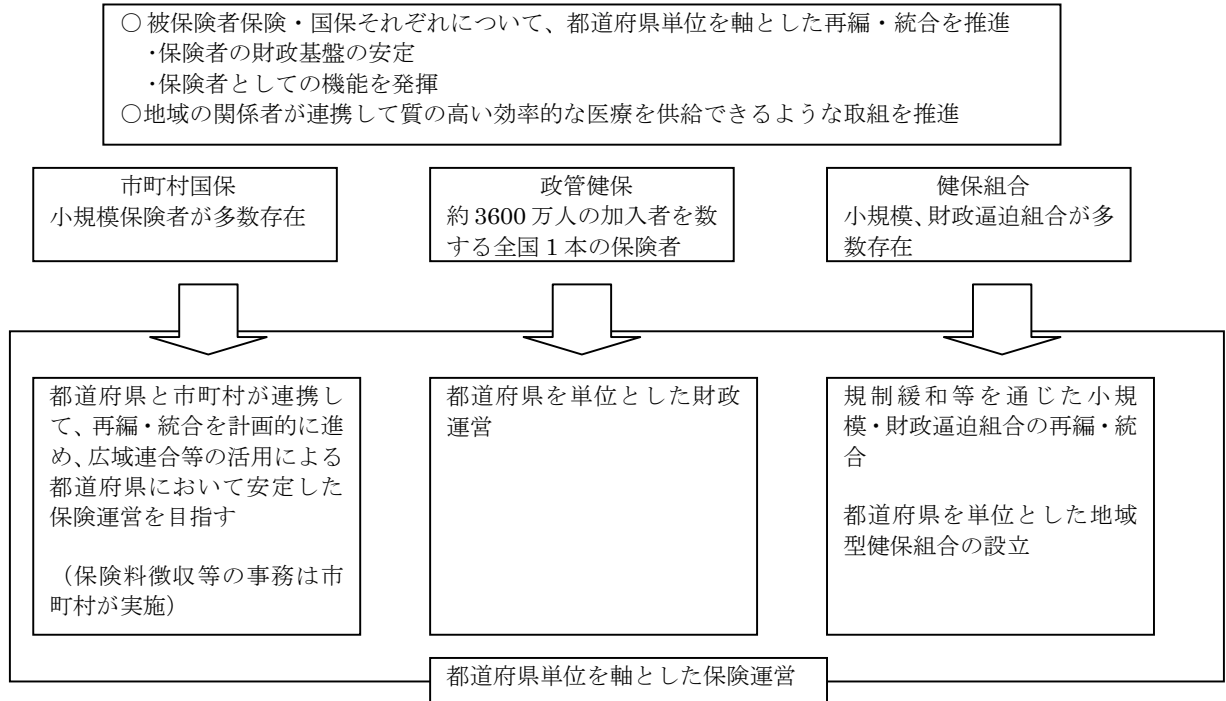 ○ 被保険者保険・国保それぞれについて、都道府県単位を軸とした再編・統合を推進
・保険者の財政基盤の安定
・保険者としての機能を発揮
○地域の関係者が連携して質の高い効率的な医療を供給できるような取組を推進
市町村国保
小規模保険者が多数存在
政管健保
約 3600 万人の加入者を数
する全国 1 本の保険者
健保組合
小規模、財政逼迫組合が多
数存在
都道府県と市町村が連携し
て、再編・統合を計画的に進
め、広域連合等の活用による
都道府県において安定した
保険運営を目指す
（保険料徴収等の事務は市
町村が実施）
都道府県を単位とした財政
運営
規制緩和等を通じた小規
模・財政逼迫組合の再編・統
合
都道府県を単位とした地域
型健保組合の設立
都道府県単位を軸とした保険運営